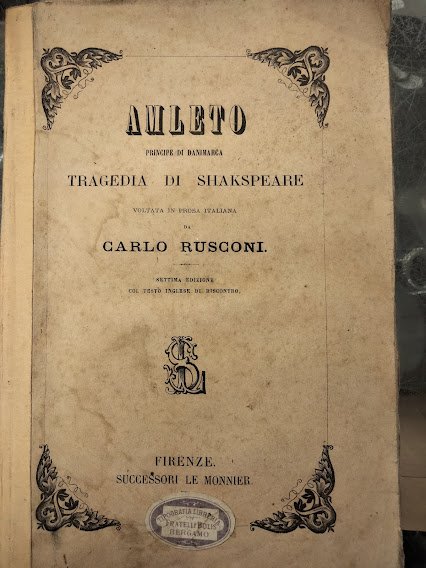 AMLETO
PRINCIPE DI DANIMARCA
TRAGEDIA DI SHAKSPEARE
VOLTATA IN PROSA ITALIANA
DA
CARLO RUSCONI.
SETTIMA EDIZIONE
COL TESTO INGLESE DI RISCONTRO.
FIRENZE.
SUCCESSORI LE MONNIER.
FRATELLI BOLIS
BERGAMO